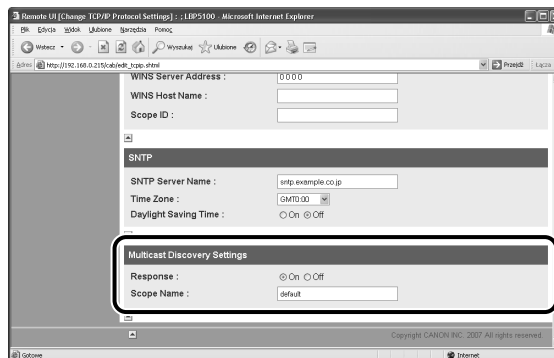 Remote UI [Change TCP/IP Protocol Settings] : ; ; LBP5100 - Microsoft Internet Explorer
Plik Edycja Widok Ulubione Narzędzia Pomoc
Wstecz Wyszukaj Ulubione
Adres http://192.168.0.215/cab/edit_tcpip.shtml Przejdź Łącza
WINS Server Address : 0 0 0 0
WINS Host Name :
Scope ID :
SNTP
SNTP Server Name : sntp.example.co.jp
Time Zone : GMT0:00
Daylight Saving Time : On Off
Multicast Discovery Settings
Response : On Off
Scope Name : default
Copyright CANON INC. 2007 All rights reserved.
Gotowe Internet